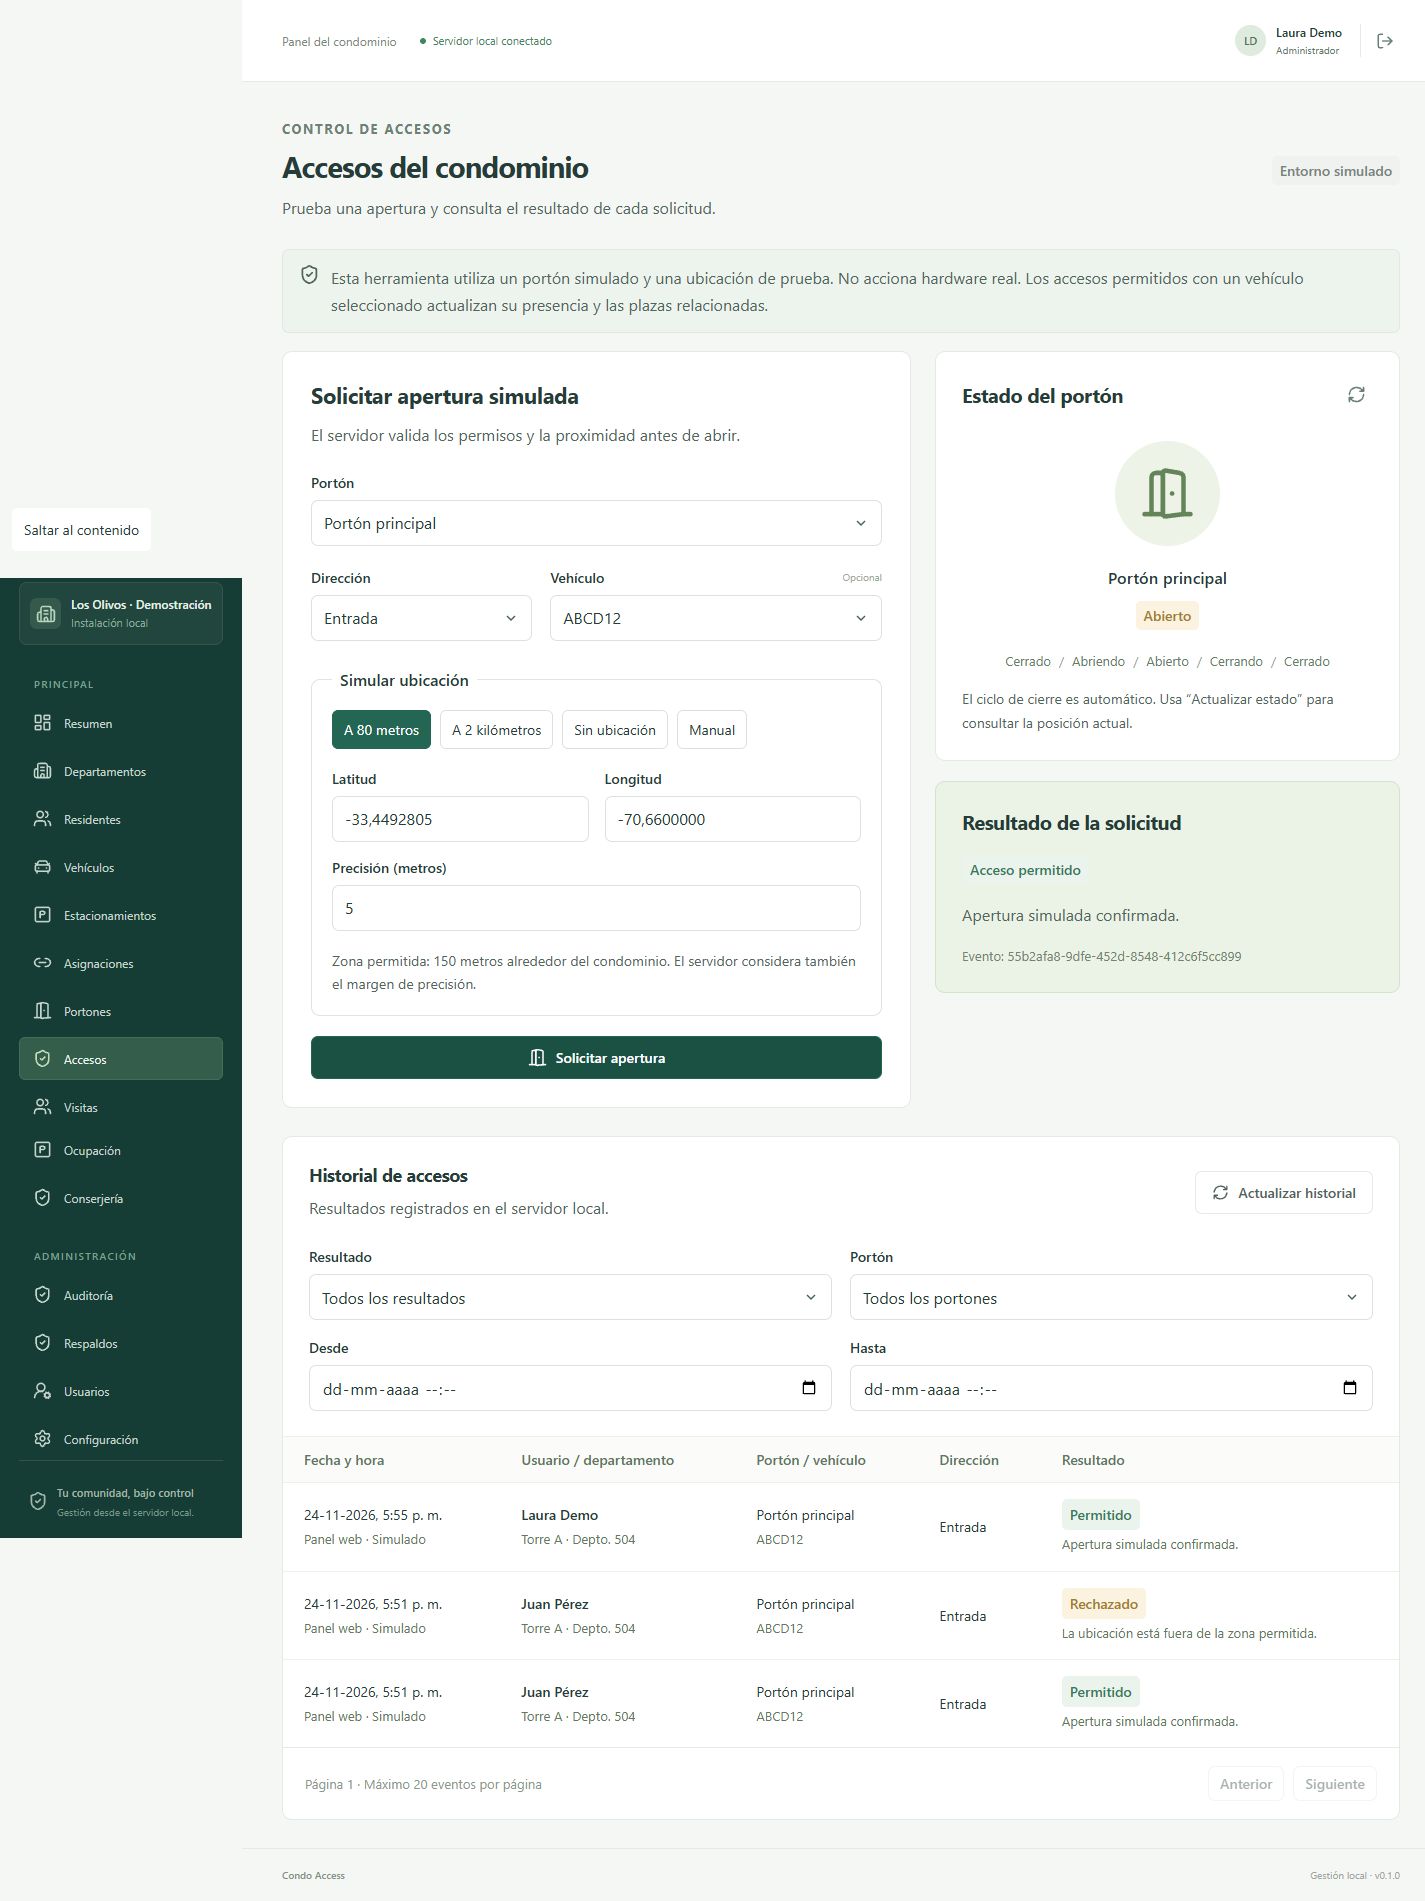 Panel del condominio
Servidor local conectado
LD
Laura Demo
Administrador
CONTROL DE ACCESOS
Accesos del condominio
Entorno simulado
Prueba una apertura y consulta el resultado de cada solicitud.
Esta herramienta utiliza un portón simulado y una ubicación de prueba. No acciona hardware real. Los accesos permitidos con un vehículo
seleccionado actualizan su presencia y las plazas relacionadas.
Saltar al contenido
Los Olivos · Demostración
Instalación local
PRINCIPAL
Resumen
Departamentos
Residentes
Vehículos
Estacionamientos
Asignaciones
Portones
Accesos
Visitas
Ocupación
Conserjería
ADMINISTRACIÓN
Auditoría
Respaldos
Usuarios
Configuración
Tu comunidad, bajo control
Gestión desde el servidor local.
Solicitar apertura simulada
El servidor valida los permisos y la proximidad antes de abrir.
Portón
Portón principal
Dirección
Vehículo
Opcional
Entrada
ABCD12
Simular ubicación
A 80 metros
A 2 kilómetros
Sin ubicación
Manual
Latitud
Longitud
-33,4492805
-70,6600000
Precisión (metros)
5
Zona permitida: 150 metros alrededor del condominio. El servidor considera también
el margen de precisión.
Solicitar apertura
Estado del portón
Portón principal
Abierto
Cerrado / Abriendo / Abierto / Cerrando / Cerrado
El ciclo de cierre es automático. Usa “Actualizar estado” para
consultar la posición actual.
Resultado de la solicitud
Acceso permitido
Apertura simulada confirmada.
Evento: 55b2afa8-9dfe-452d-8548-412c6f5cc899
Historial de accesos
Resultados registrados en el servidor local.
Actualizar historial
Resultado
Portón
Todos los resultados
Todos los portones
Desde
Hasta
dd-mm-aaaa --:--
dd-mm-aaaa --:--
Fecha y hora
Usuario / departamento
Portón / vehículo
Dirección
Resultado
24-11-2026, 5:55 p. m.
Panel web · Simulado
Laura Demo
Torre A · Depto. 504
Portón principal
ABCD12
Entrada
Permitido
Apertura simulada confirmada.
24-11-2026, 5:51 p. m.
Panel web · Simulado
Juan Pérez
Torre A · Depto. 504
Portón principal
ABCD12
Entrada
Rechazado
La ubicación está fuera de la zona permitida.
24-11-2026, 5:51 p. m.
Panel web · Simulado
Juan Pérez
Torre A · Depto. 504
Portón principal
ABCD12
Entrada
Permitido
Apertura simulada confirmada.
Página 1 · Máximo 20 eventos por página
Anterior
Siguiente
Condo Access
Gestión local · v0.1.0